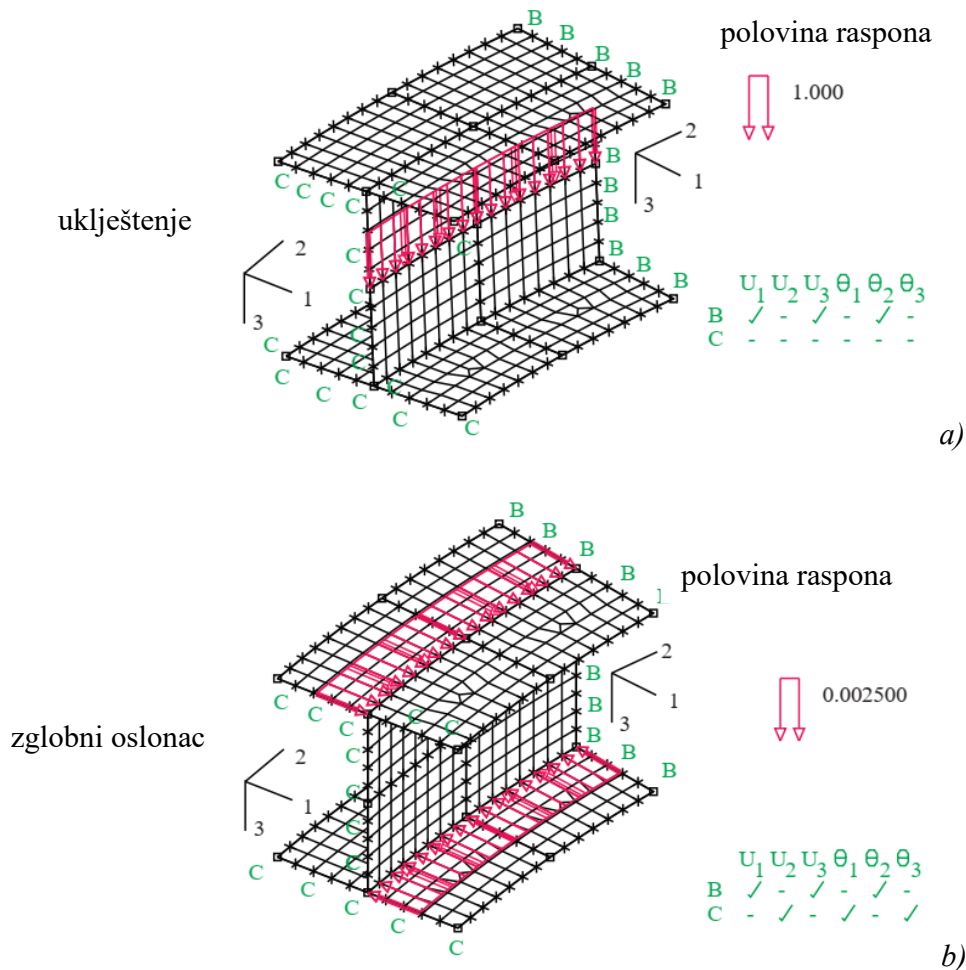 B
B
polovina raspona
B
B
B
1.000
2
B
1
C
C
C
C
C
3
B
uklještenje
B
C
C
B
2
B
1
B
C
3
U1 U2 U3 θ1 θ2 θ3
B ✓ - ✓ - ✓ -
C - - - - - -
C
C
C
C
C
C
C
C
C
C
a)
B
B
B
B
polovina raspona
2
B
1
B
3
0.002500
C
C
C
C
C
C
B
zglobni oslonac
B
B
2
C
1
C
3
C
C
C
C
C
C
C
U1 U2 U3 θ1 θ2 θ3
B ✓ - ✓ - ✓ -
C - ✓ - ✓ - ✓
b)